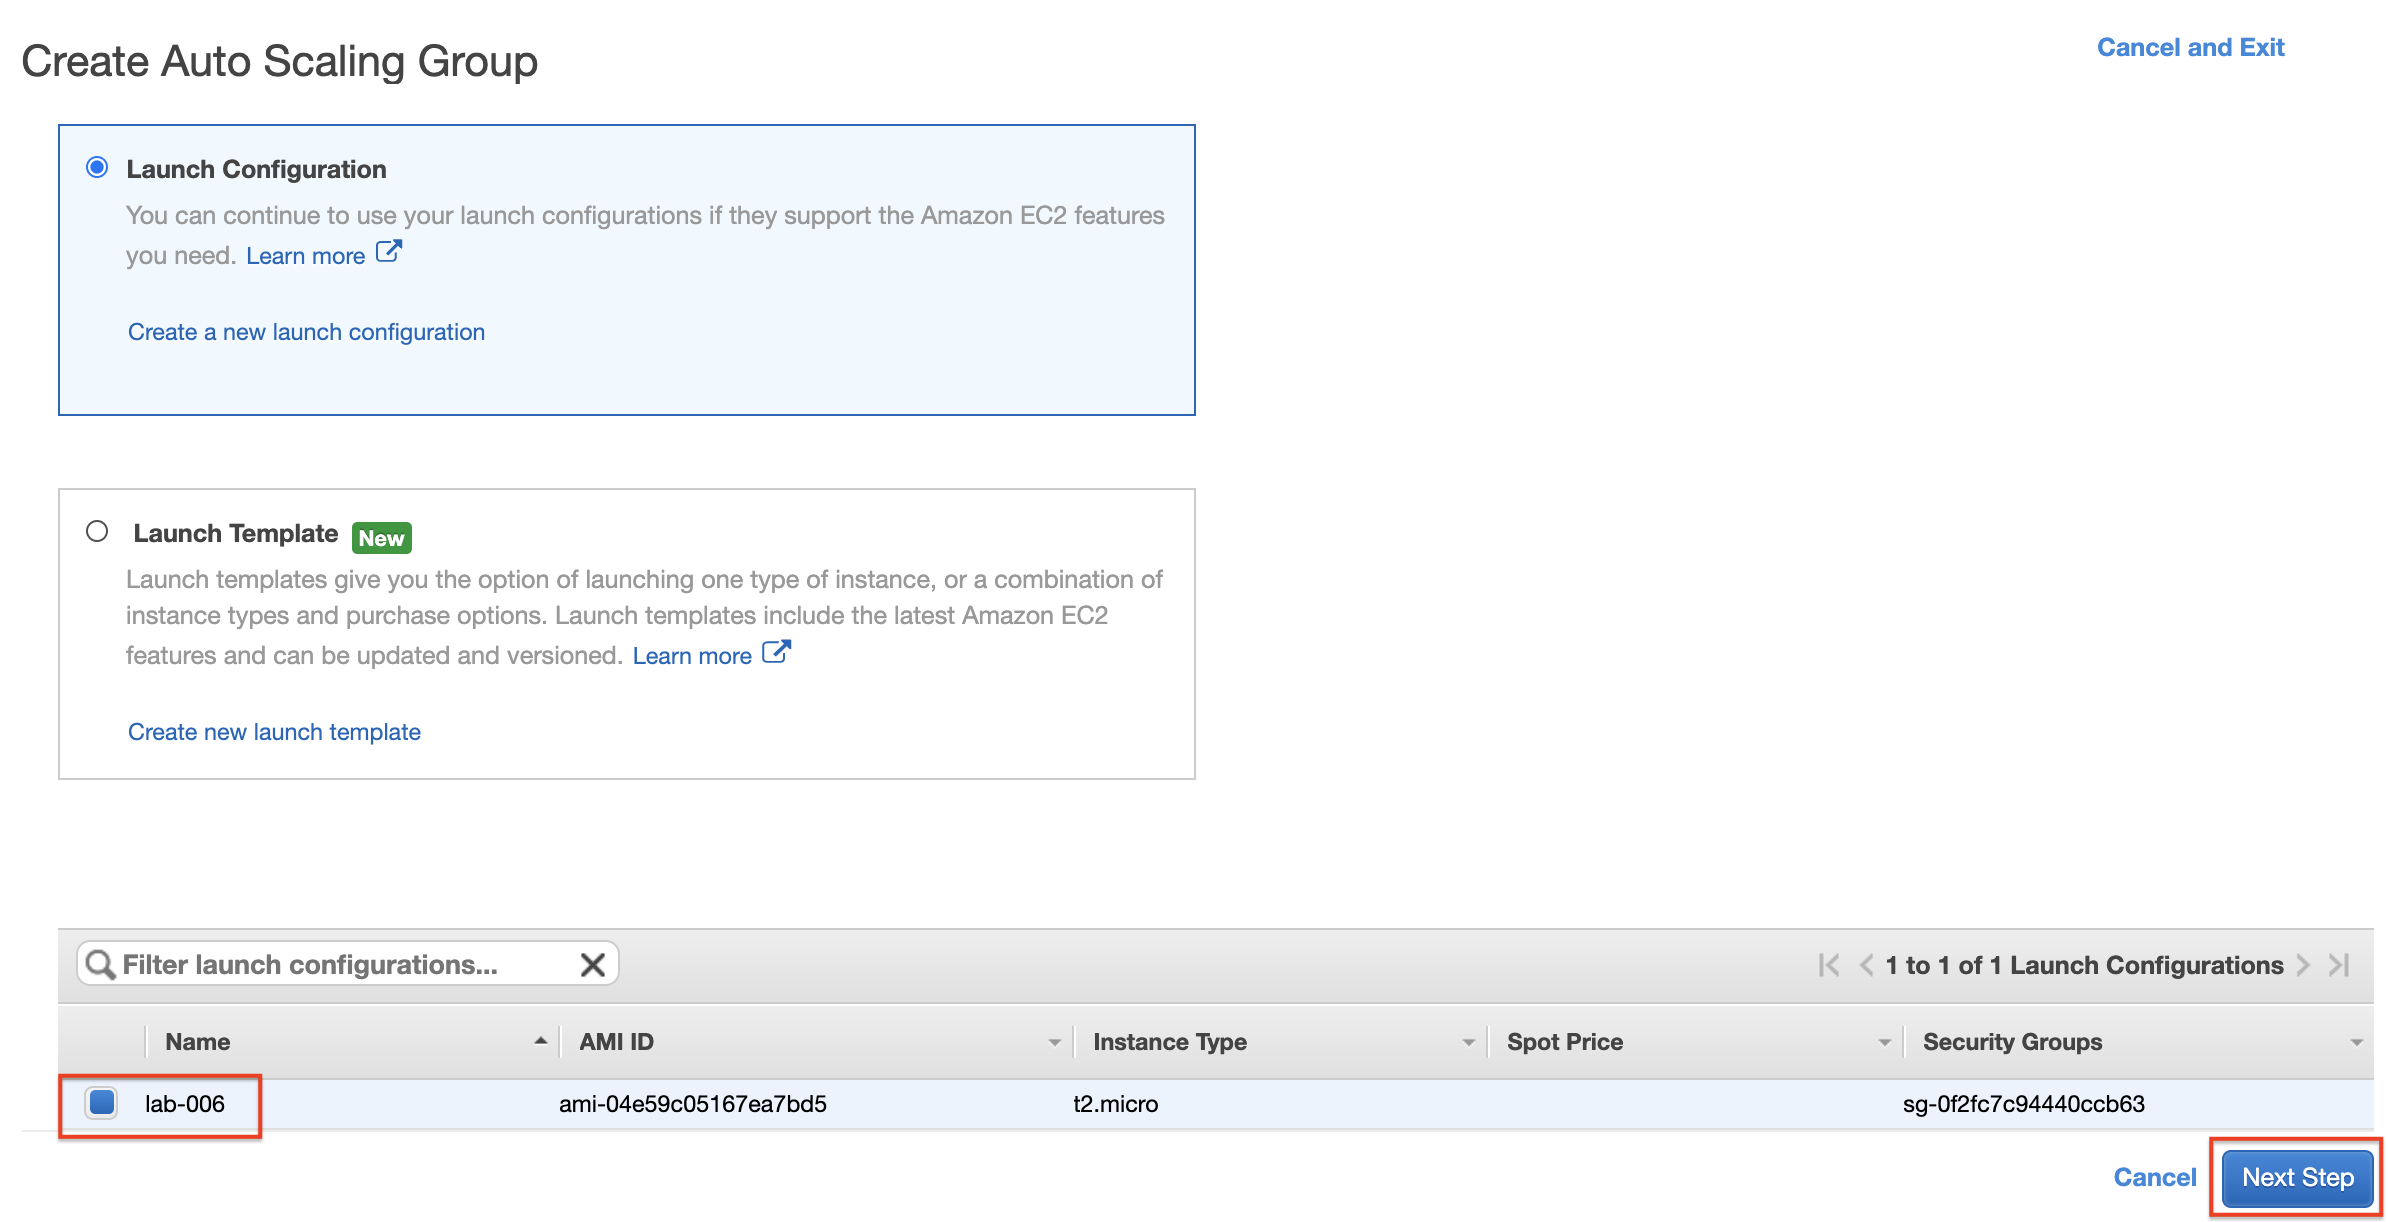 Create Auto Scaling Group
Cancel and Exit
Launch Configuration
You can continue to use your launch configurations if they support the Amazon EC2 features
you need. Learn more
Create a new launch configuration
Launch Template New
Launch templates give you the option of launching one type of instance, or a combination of
instance types and purchase options. Launch templates include the latest Amazon EC2
features and can be updated and versioned. Learn more
Create new launch template
Filter launch configurations...
1 to 1 of 1 Launch Configurations
Name AMI ID Instance Type Spot Price Security Groups
lab-006 ami-04e59c05167ea7bd5 t2.micro sg-0f2fc7c94440ccb63
Cancel Next Step